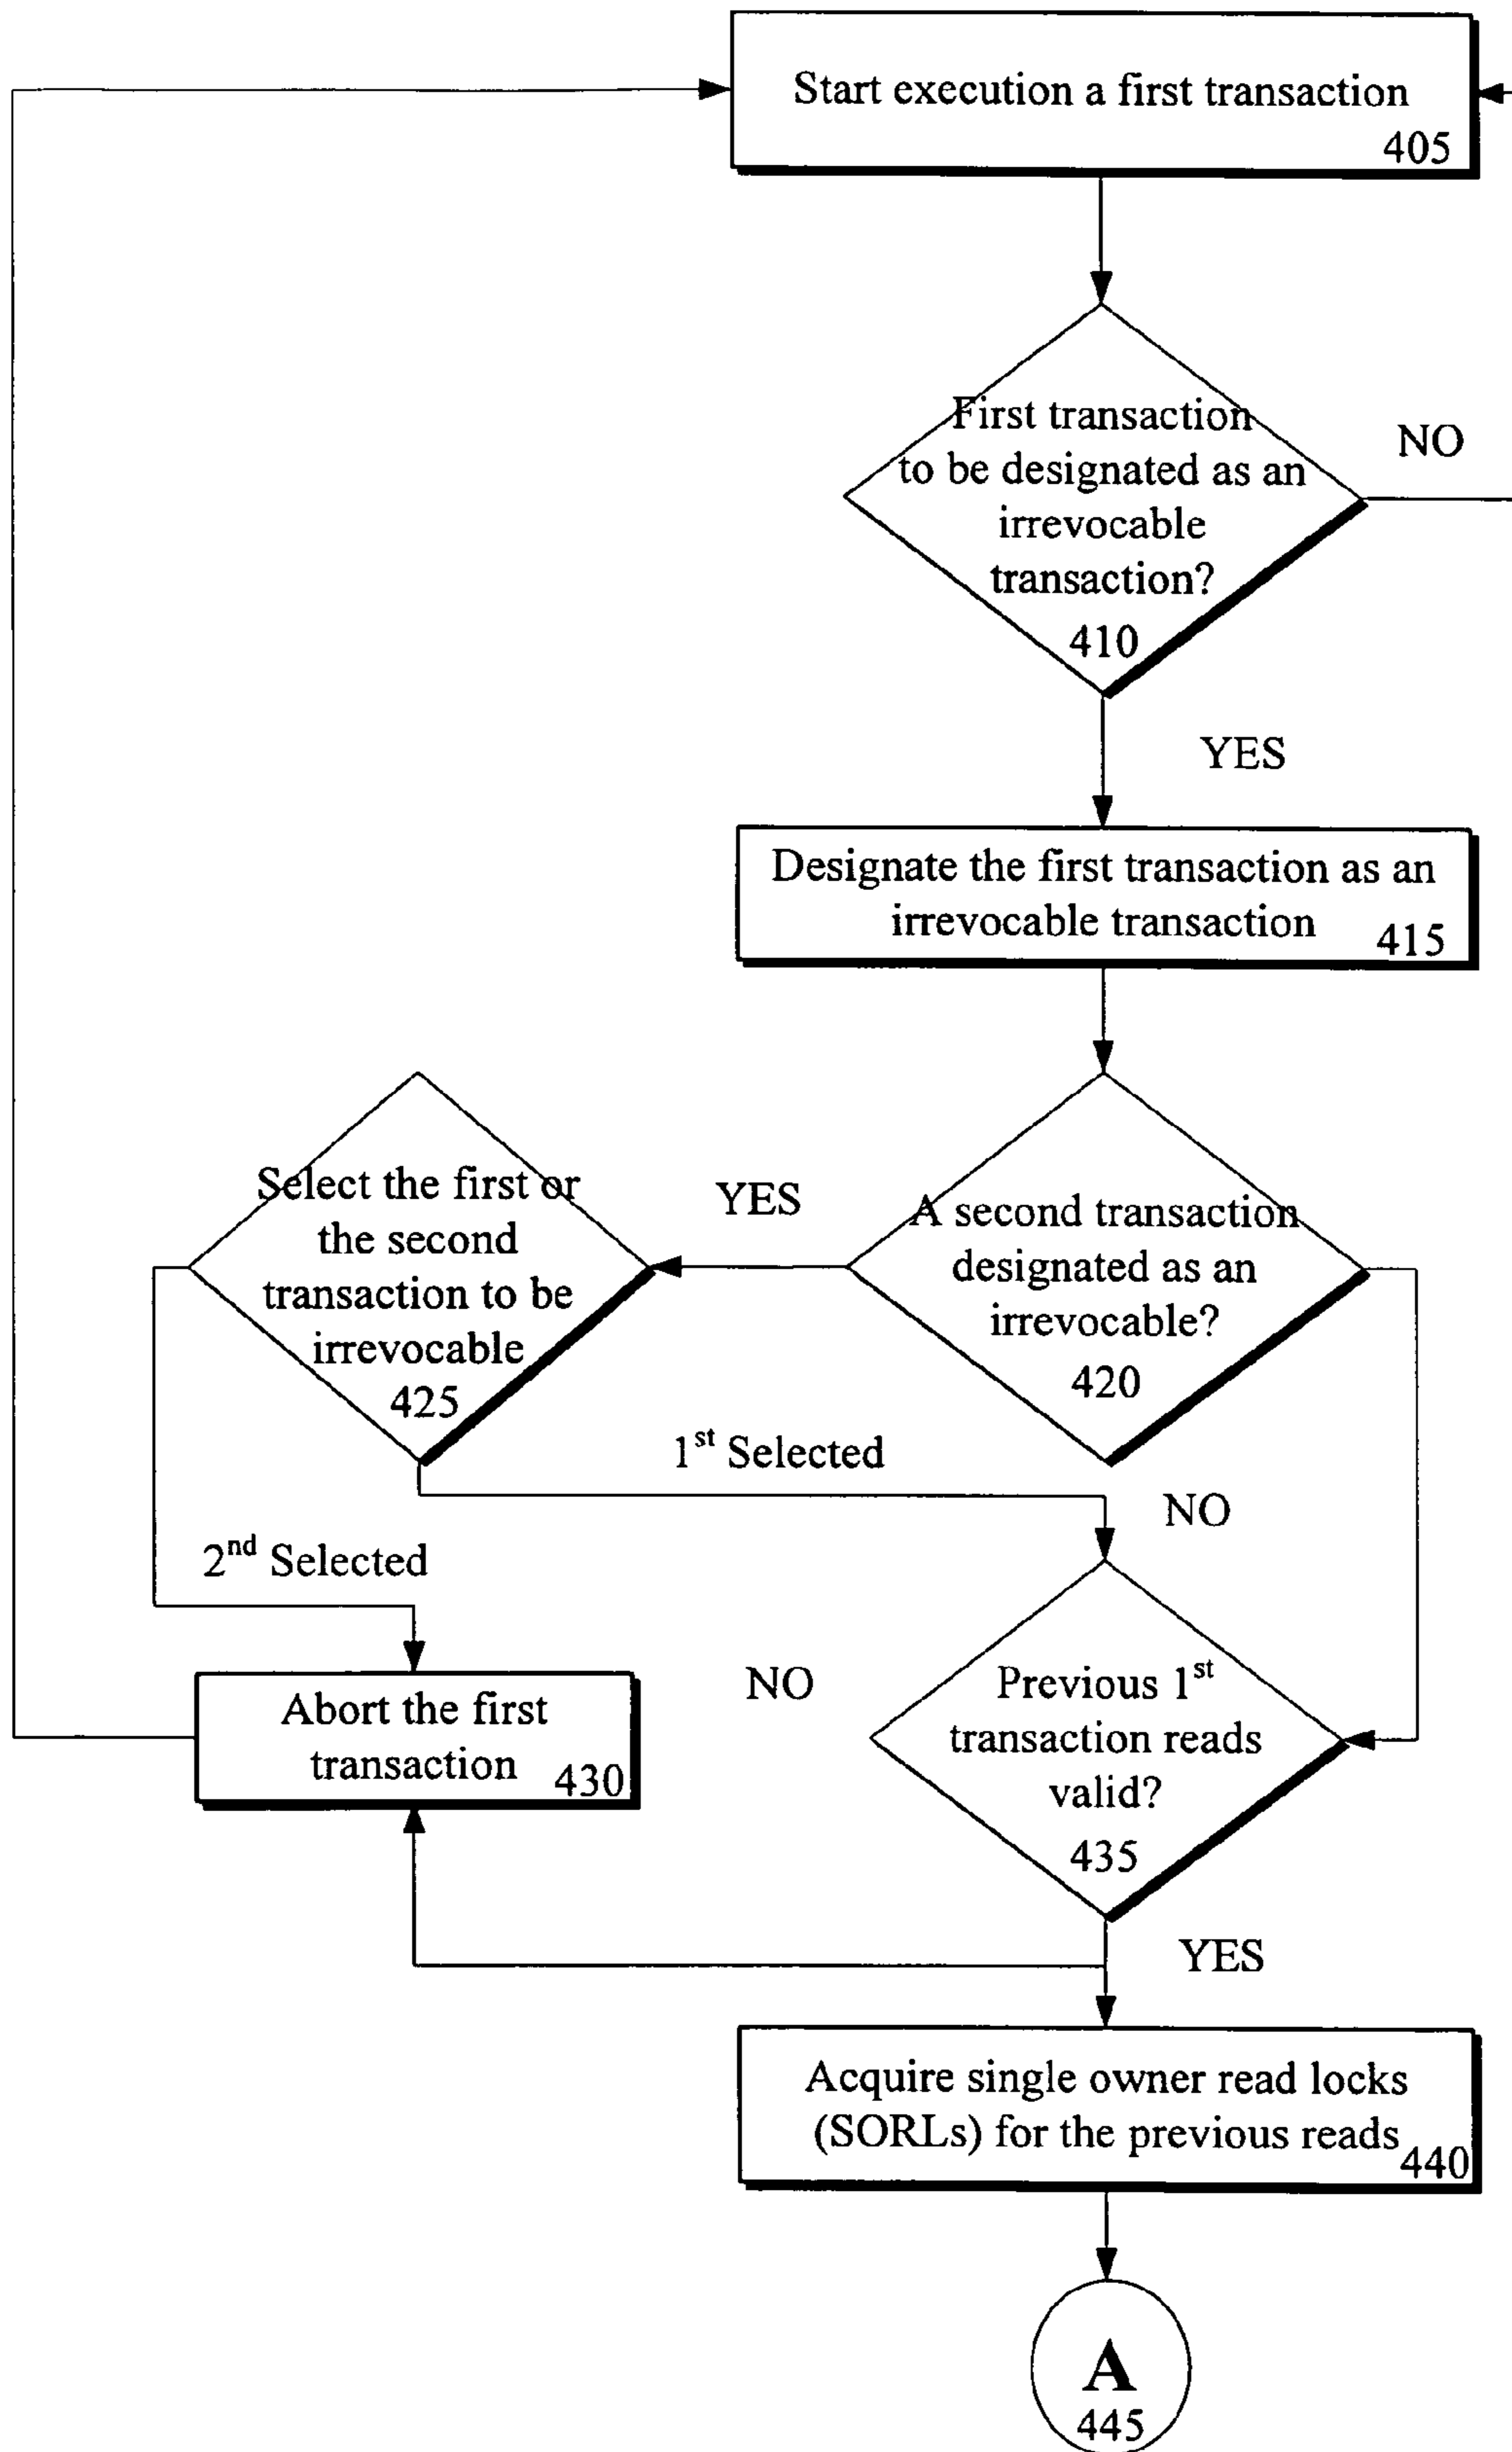 Start execution a first transaction
405
First transaction
to be designated as an
irrevocable
transaction?
410
NO
YES
Designate the first transaction as an
irrevocable transaction
415
Select the first or
the second
transaction to be
irrevocable
425
YES
A second transaction
designated as an
irrevocable?
420
1st Selected
NO
2nd Selected
Abort the first
transaction
430
NO
Previous 1st
transaction reads
valid?
435
YES
Acquire single owner read locks
(SORLs) for the previous reads
440
A
445